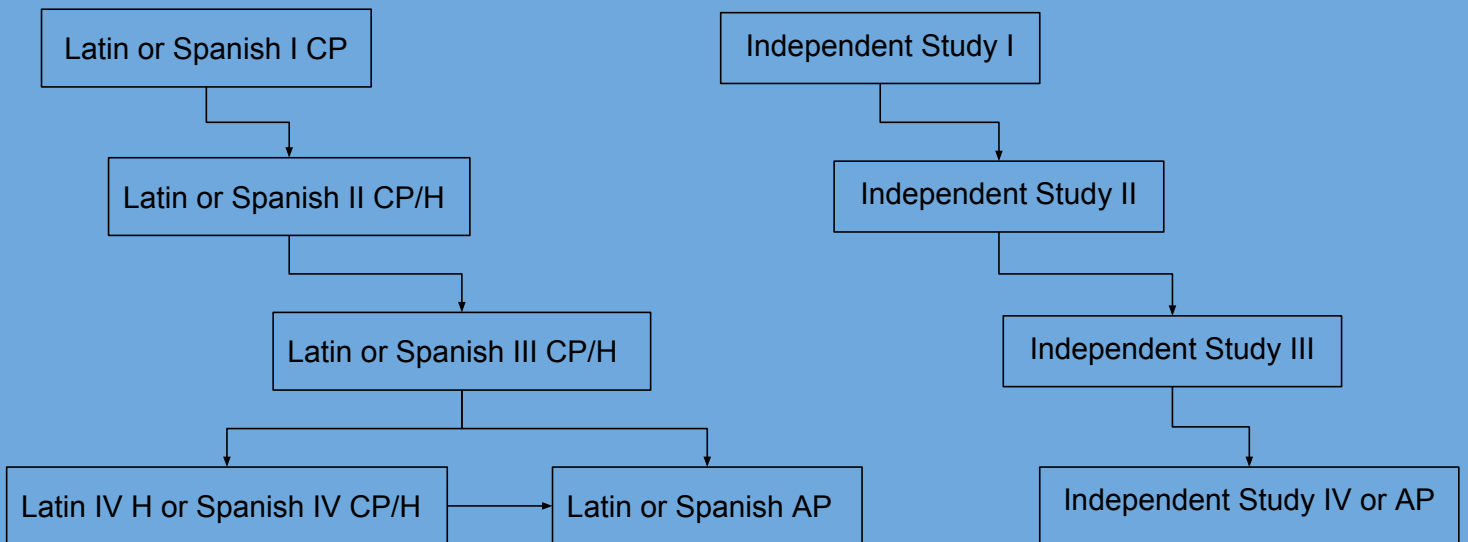 Latin or Spanish I CP
Independent Study I
Latin or Spanish II CP/H
Independent Study II
Latin or Spanish III CP/H
Independent Study III
Latin IV H or Spanish IV CP/H
Latin or Spanish AP
Independent Study IV or AP